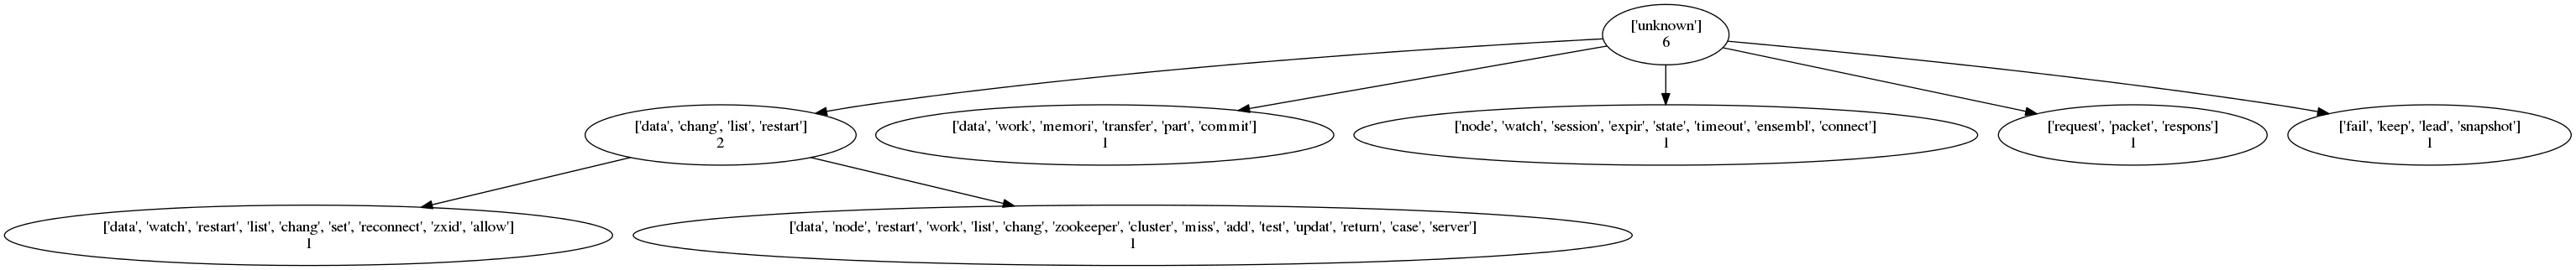 ['unknown']
6
['data', 'chang', 'list', 'restart']
2
['data', 'work', 'memori', 'transfer', 'part', 'commit']
1
['node', 'watch', 'session', 'expir', 'state', 'timeout', 'ensembl', 'connect']
1
['request', 'packet', 'respons']
1
['fail', 'keep', 'lead', 'snapshot']
1
['data', 'watch', 'restart', 'list', 'chang', 'set', 'reconnect', 'zxid', 'allow']
1
['data', 'node', 'restart', 'work', 'list', 'chang', 'zookeeper', 'cluster', 'miss', 'add', 'test', 'updat', 'return', 'case', 'server']
1